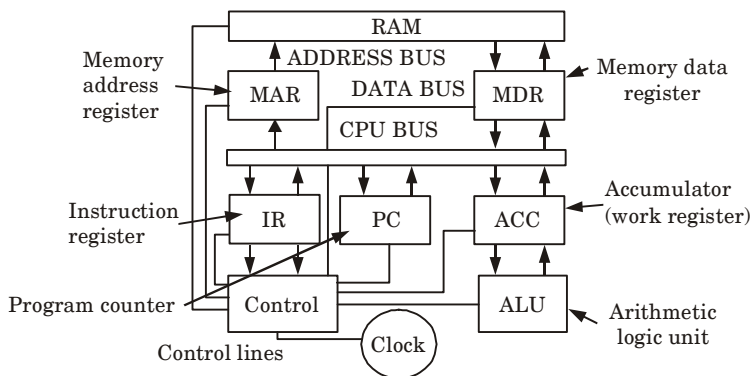 RAM
ADDRESS BUS
Memory
address
register
MAR
DATA BUS
MDR
Memory data
register
CPU BUS
Instruction
register
IR
PC
ACC
Accumulator
(work register)
Program counter
Control
ALU
Arithmetic
logic unit
Control lines
Clock